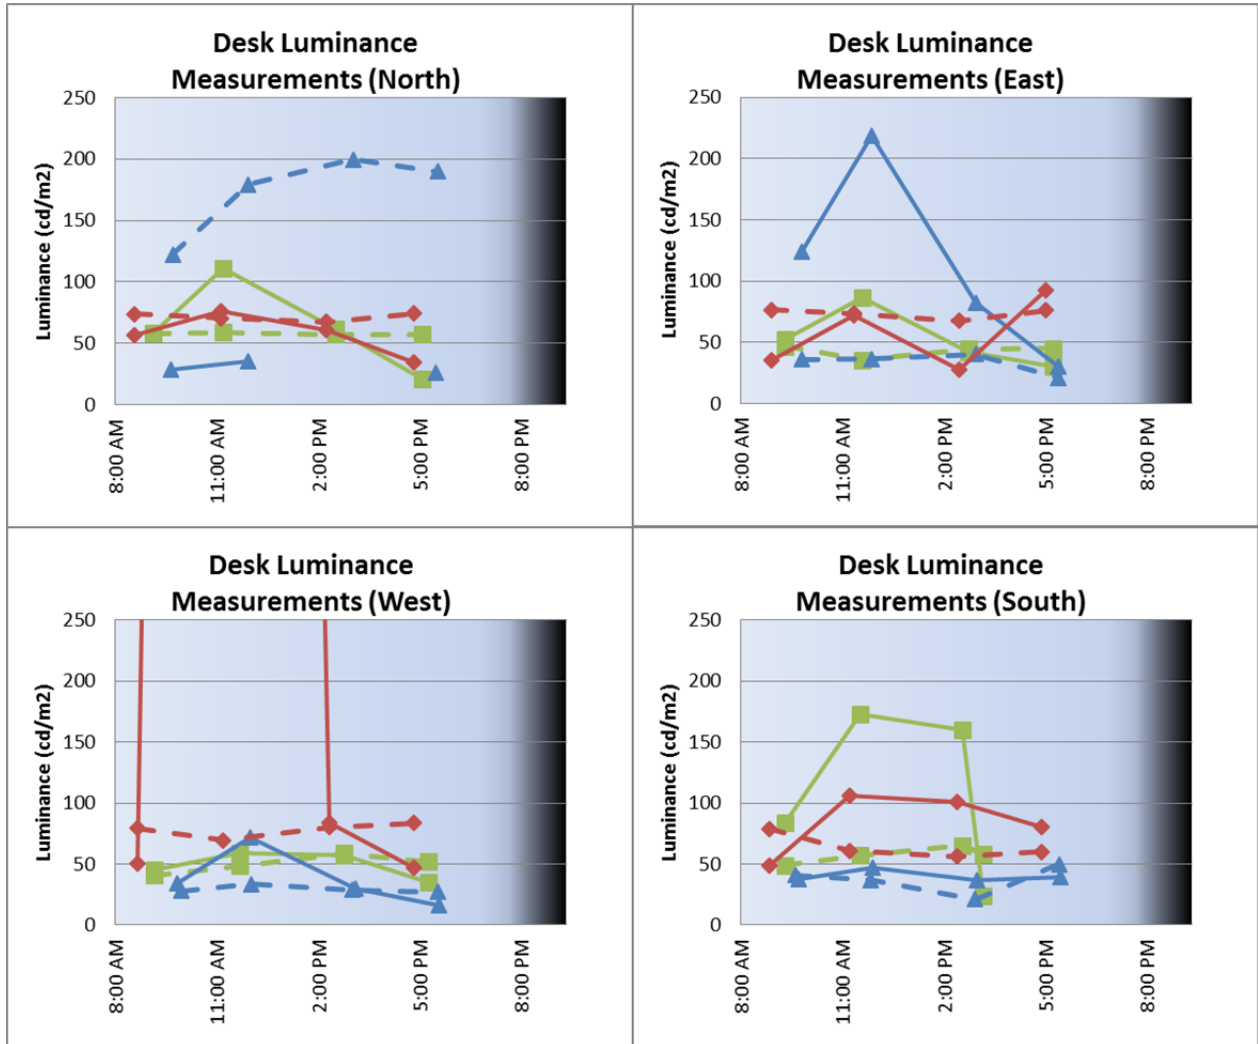 Desk Luminance
Measurements (North)
Luminance (cd/m2)
250
200
150
100
50
0
8:00 AM
11:00 AM
2:00 PM
5:00 PM
8:00 PM
Desk Luminance
Measurements (East)
Luminance (cd/m2)
250
200
150
100
50
0
8:00 AM
11:00 AM
2:00 PM
5:00 PM
8:00 PM
Desk Luminance
Measurements (West)
Luminance (cd/m2)
250
200
150
100
50
0
8:00 AM
11:00 AM
2:00 PM
5:00 PM
8:00 PM
Desk Luminance
Measurements (South)
Luminance (cd/m2)
250
200
150
100
50
0
8:00 AM
11:00 AM
2:00 PM
5:00 PM
8:00 PM